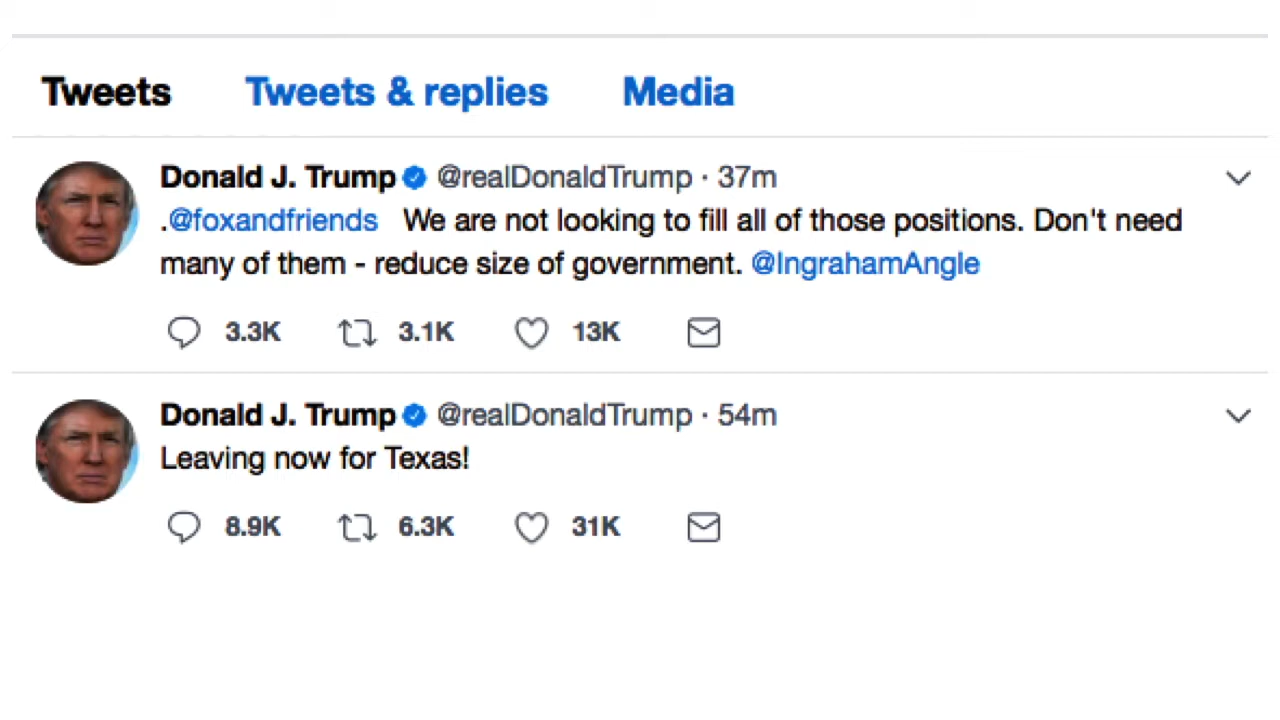 Tweets Tweets & replies Media
Donald J. Trump @realDonaldTrump · 37m
.@foxandfriends We are not looking to fill all of those positions. Don't need
many of them - reduce size of government. @IngrahamAngle
3.3K 3.1K 13K
Donald J. Trump @realDonaldTrump · 54m
Leaving now for Texas!
8.9K 6.3K 31K